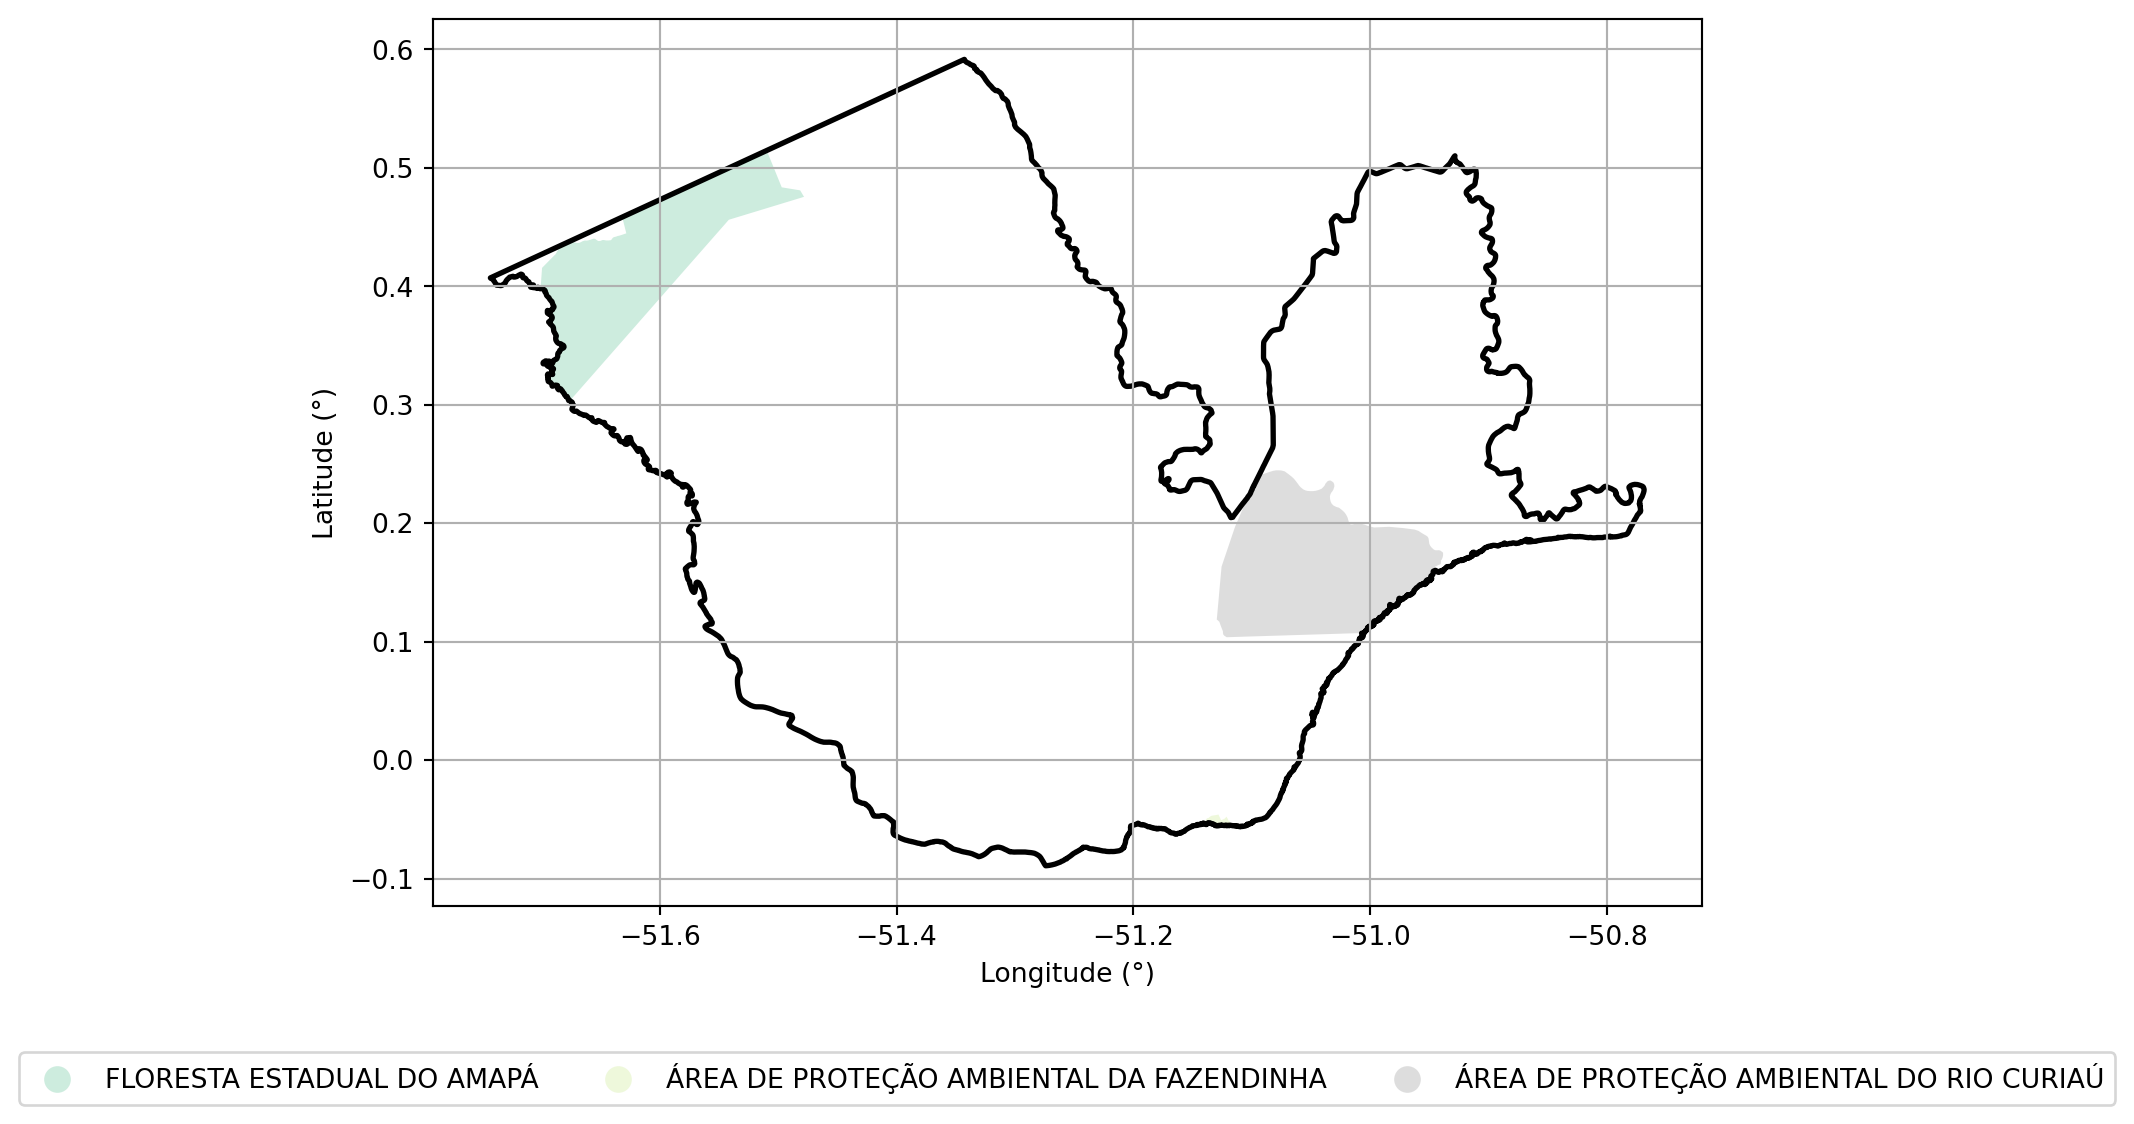 0.6
0.5
0.4
0.3
0.2
0.1
0.0
−0.1
Latitude (°)
−51.6 −51.4 −51.2 −51.0 −50.8
Longitude (°)
FLORESTA ESTADUAL DO AMAPÁ ÁREA DE PROTEÇÃO AMBIENTAL DA FAZENDINHA ÁREA DE PROTEÇÃO AMBIENTAL DO RIO CURIAÚ